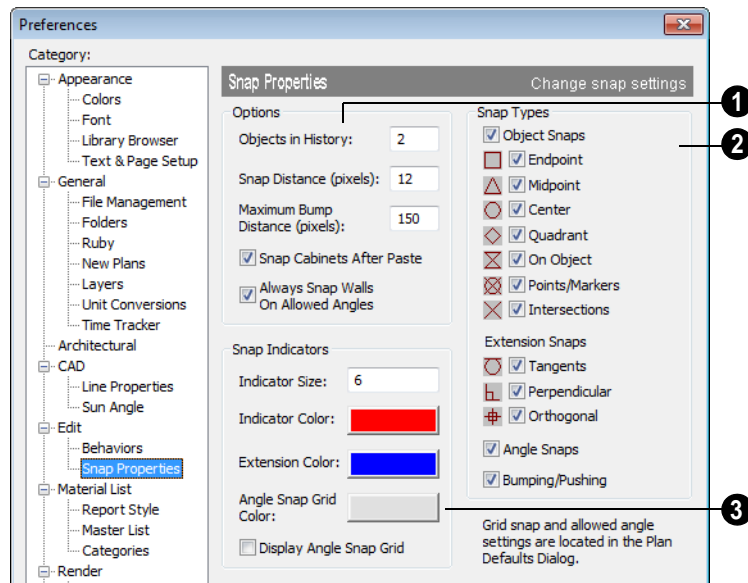 Preferences
Category:
Appearance
Colors
Font
Library Browser
Text & Page Setup
General
File Management
Folders
Ruby
New Plans
Layers
Unit Conversions
Time Tracker
Architectural
CAD
Line Properties
Sun Angle
Edit
Behaviors
Snap Properties
Material List
Report Style
Master List
Categories
Render
Snap Properties Change snap settings
Options
Objects in History: 2
Snap Distance (pixels): 12
Maximum Bump
Distance (pixels): 150
Snap Cabinets After Paste
Always Snap Walls
On Allowed Angles
Snap Indicators
Indicator Size: 6
Indicator Color:
Extension Color:
Angle Snap Grid
Color:
Display Angle Snap Grid
Snap Types
Object Snaps
Endpoint
Midpoint
Center
Quadrant
On Object
Points/Markers
Intersections
Extension Snaps
Tangents
Perpendicular
Orthogonal
Angle Snaps
Bumping/Pushing
Grid snap and allowed angle
settings are located in the Plan
Defaults Dialog.
1
2
3